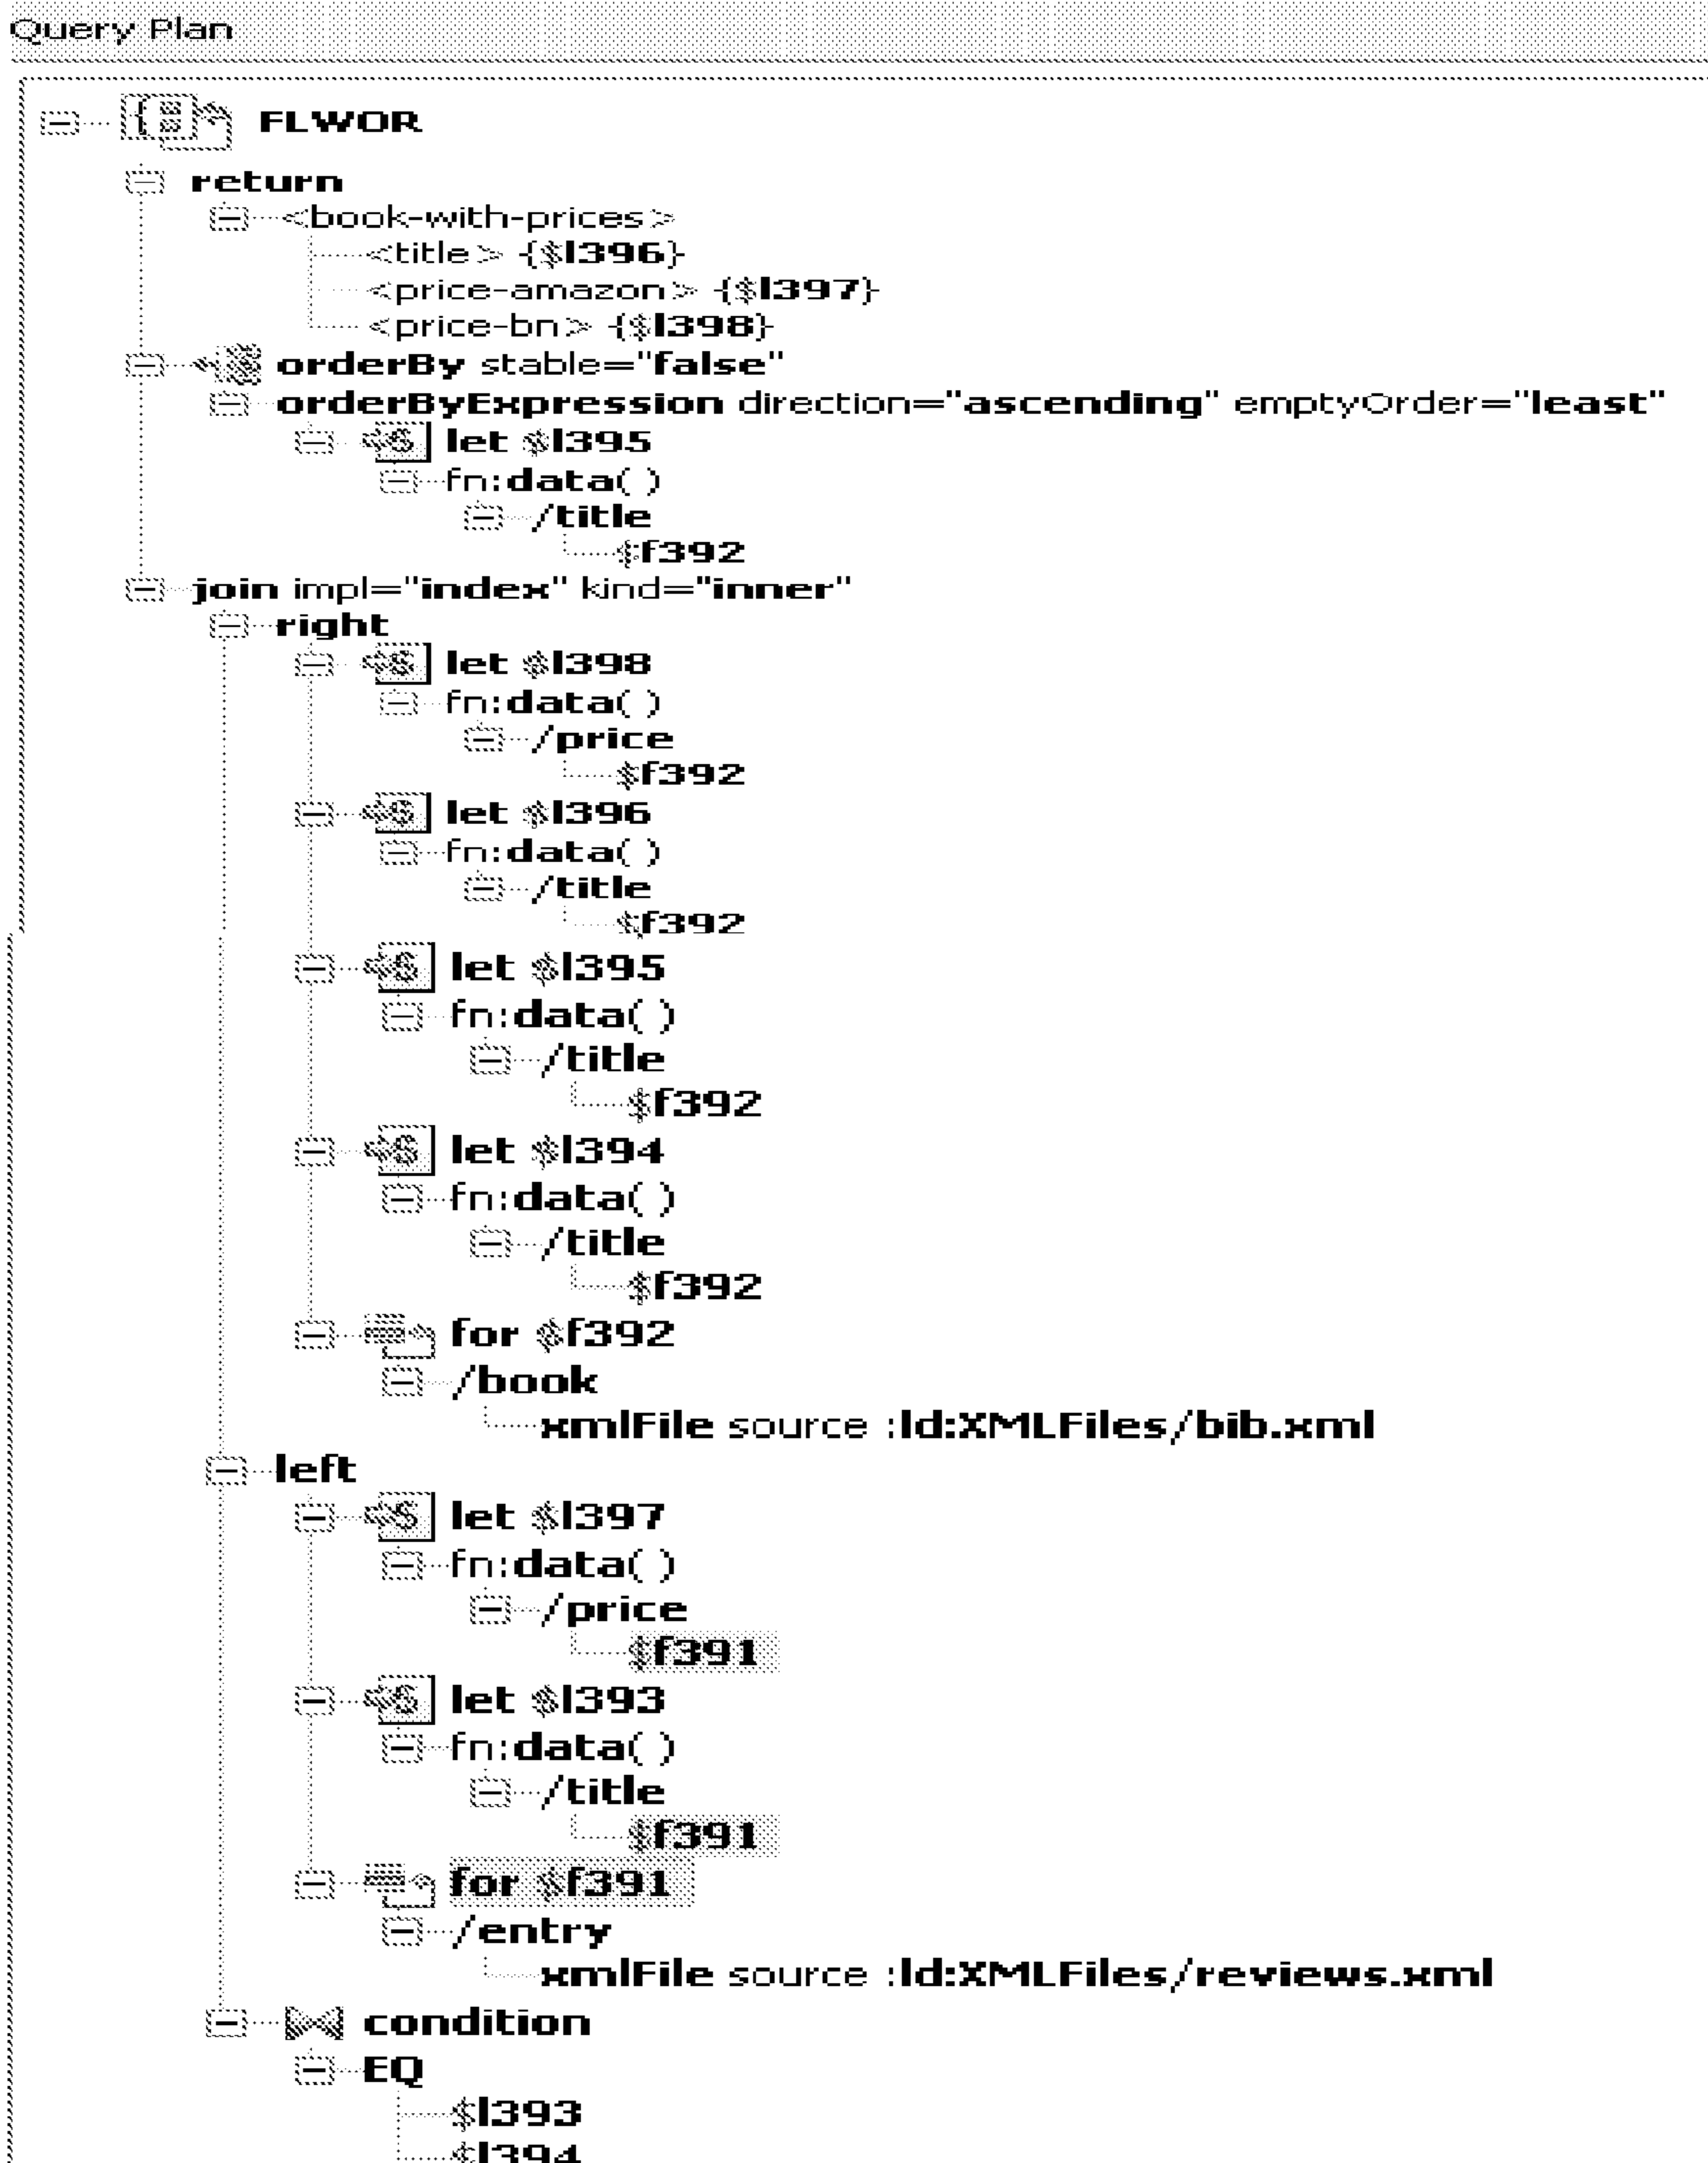 Query Plan
FLWOR
return
<book-with-prices>
<title> {$l396}
<price-amazon> {$l397}
<price-bn> {$l398}
orderBy stable="false"
orderByExpression direction="ascending" emptyOrder="least"
let $l395
fn:data( )
/title
$f392
join impl="index" kind="inner"
right
let $l398
fn:data( )
/price
$f392
let $l396
fn:data( )
/title
$f392
let $l395
fn:data( )
/title
$f392
let $l394
fn:data( )
/title
$f392
for $f392
/book
xmlFile source :ld:XMLFiles/bib.xml
left
let $l397
fn:data( )
/price
$f391
let $l393
fn:data( )
/title
$f391
for $f391
/entry
xmlFile source :ld:XMLFiles/reviews.xml
condition
EQ
$l393
$l394